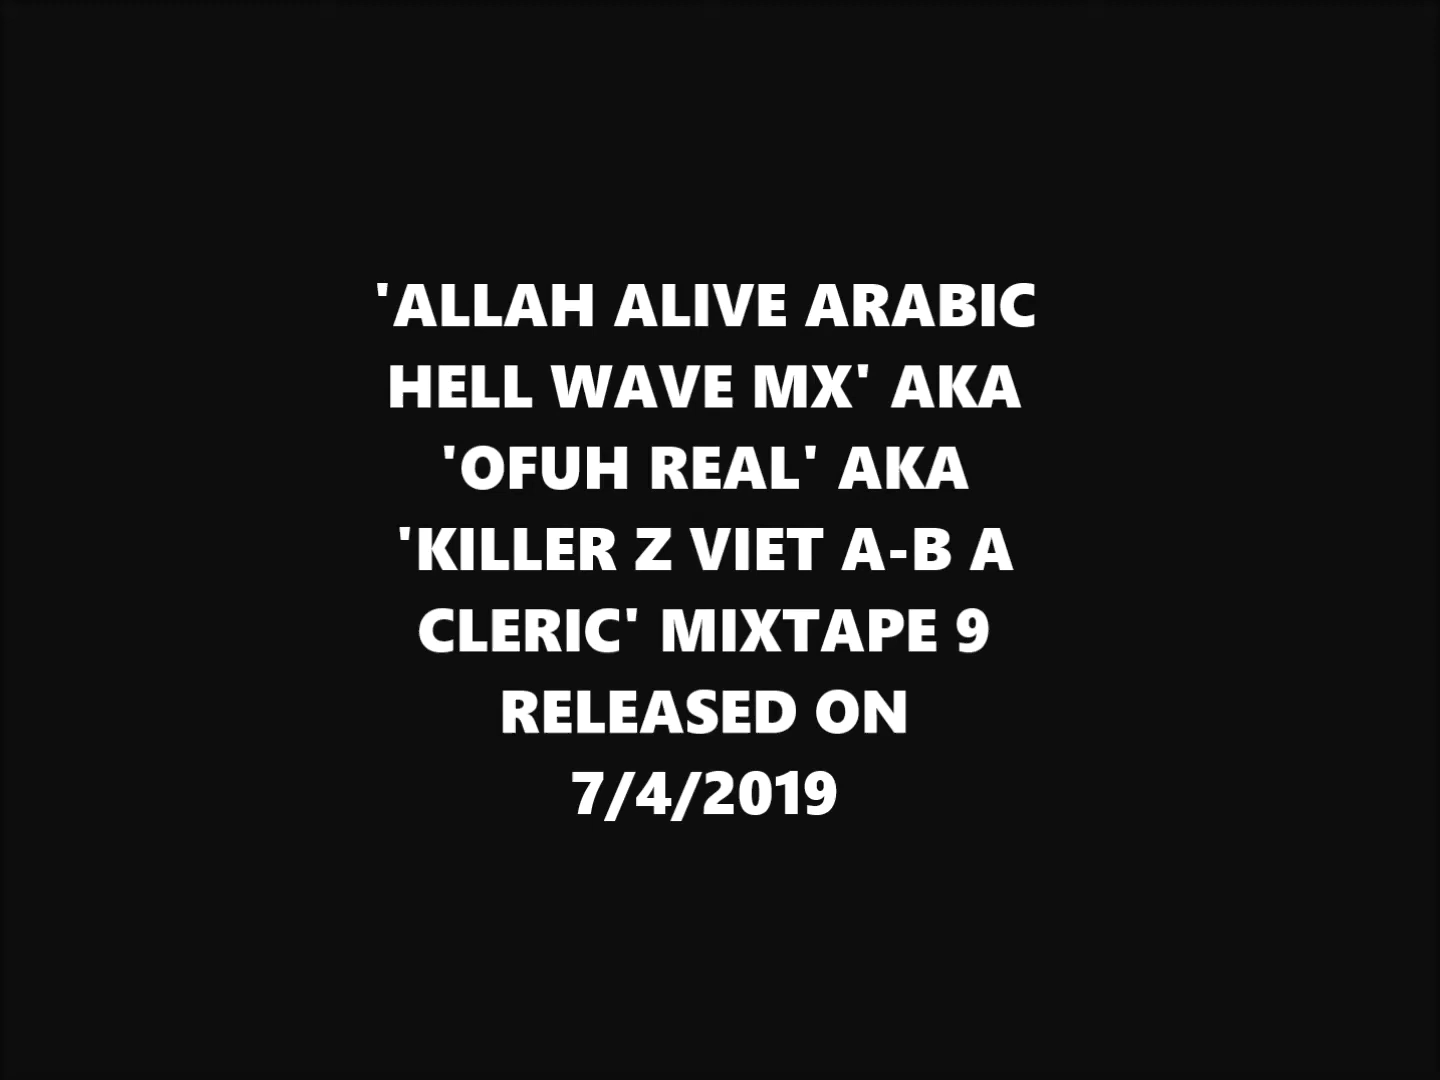 'ALLAH ALIVE ARABIC
HELL WAVE MX' AKA
'OFUH REAL' AKA
'KILLER Z VIET A-B A
CLERIC' MIXTAPE 9
RELEASED ON
7/4/2019